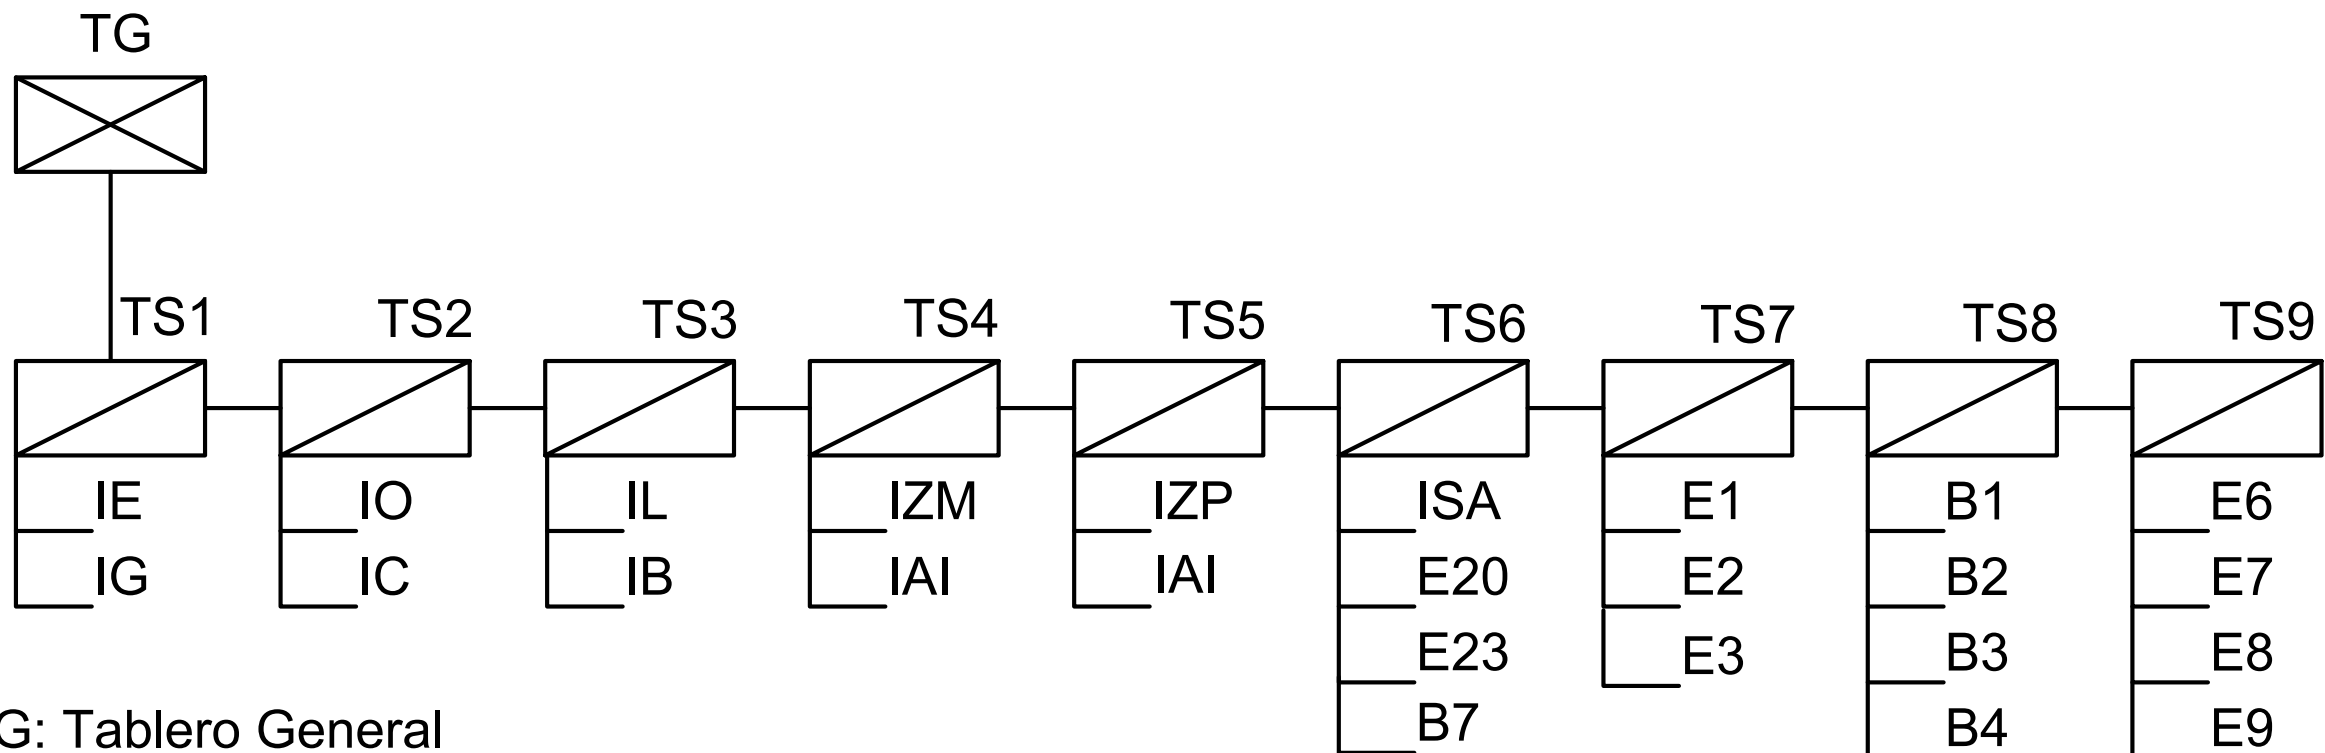 TG
TS1 TS2 TS3 TS4 TS5 TS6 TS7 TS8 TS9
IE IO IL IZM IZP ISA E1 B1 E6
IG IC IB IAI IAI E20 E2 B2 E7
E23 E3 B3 E8
G: Tablero General B7 B4 E9